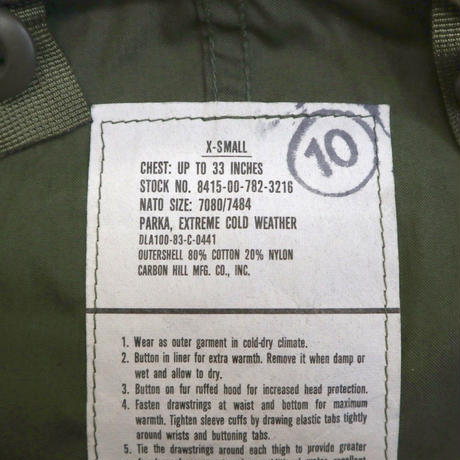 X-SMALL
10
CHEST: UP TO 33 INCHES
STOCK NO. 8415-00-782-3216
NATO SIZE: 7080/7484
PARKA, EXTREME COLD WEATHER
DLA100-83-C-0441
OUTERSHELL 80% COTTON 20% NYLON
CARBON HILL MFG. CO., INC.
1. Wear as outer garment in cold-dry climate.
2. Button in liner for extra warmth. Remove it when damp or
wet and allow to dry.
3. Button on fur ruffed hood for increased head protection.
4. Fasten drawstrings at waist and bottom for maximum
warmth. Tighten sleeve cuffs by drawing elastic tabs tightly
around wrists and buttoning tabs.
5. Tie the drawstrings around each thigh to provide greater